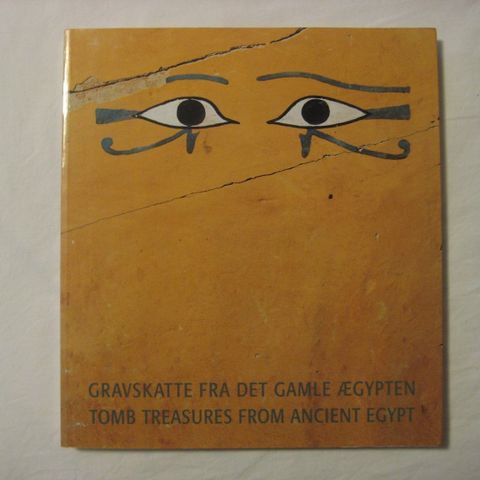 GRAVSKATTE FRA DET GAMLE ÆGYPTEN
TOMB TREASURES FROM ANCIENT EGYPT